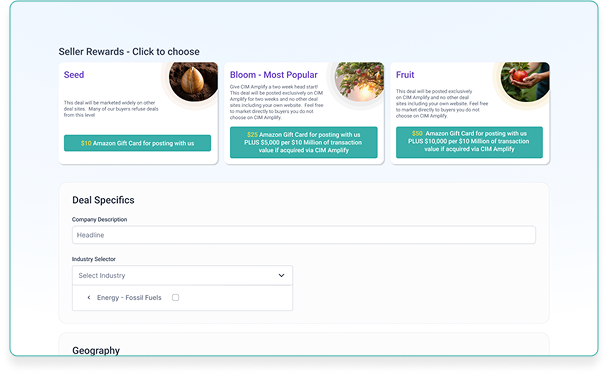 Seller Rewards - Click to choose
Seed
This deal will be marketed widely on other
deal sites. Many of our buyers refuse deals
from this level
$10 Amazon Gift Card for posting with us
Bloom - Most Popular
Give CIM Amplify a two week head start!
This deal will be posted exclusively on
CIM Amplify for two weeks and no other deal
sites including your own website. Feel free
to market directly to buyers you do not
choose on CIM Amplify.
$25 Amazon Gift Card for posting with us
PLUS $5,000 per $10 Million of transaction
value if acquired via CIM Amplify
Fruit
This deal will be posted exclusively
on CIM Amplify and no other deal
sites including your own website. Feel free
to market directly to buyers you do not
choose on CIM Amplify.
$50 Amazon Gift Card for posting with us
PLUS $10,000 per $10 Million of transaction
value if acquired via CIM Amplify
Deal Specifics
Company Description
Headline
Industry Selector
Select Industry
Energy - Fossil Fuels
Geography